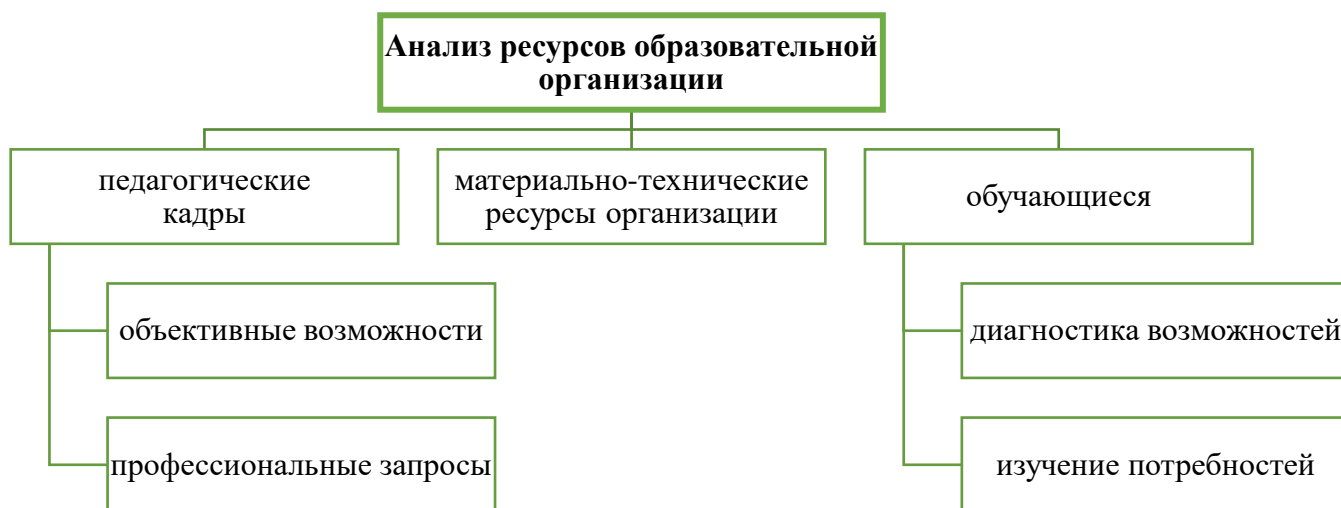 Анализ ресурсов образовательной
организации
педагогические
кадры
материально-технические
ресурсы организации
обучающиеся
объективные возможности
профессиональные запросы
диагностика возможностей
изучение потребностей